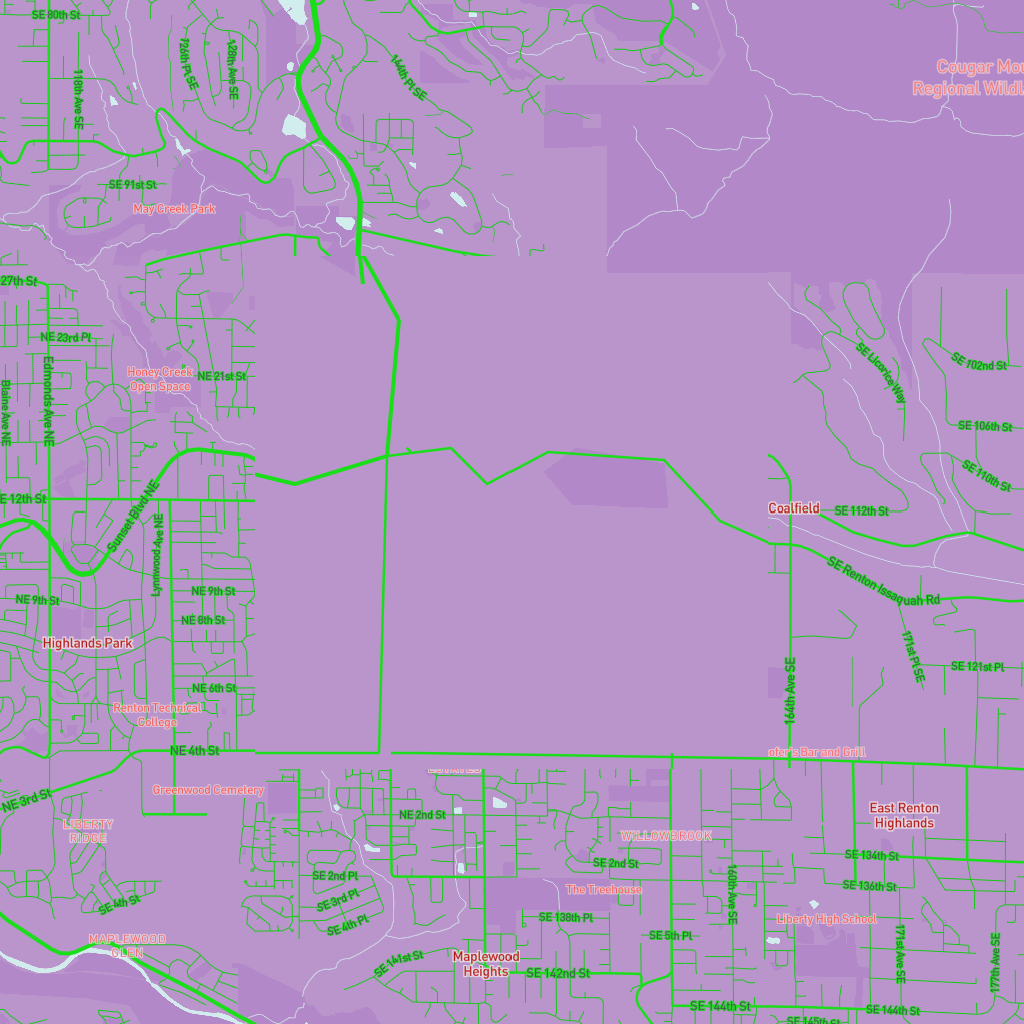 SE 80th St
118th Ave SE
126th Pl SE
128th Ave SE
144th Pl SE
Cougar Mou
Regional Wildla
SE 91st St
May Creek Park
27th St
NE 23rd Pl
Edmonds Ave NE
Blaine Ave NE
Honey Creek
Open Space
NE 21st St
SE Licorice Way
SE 102nd St
SE 106th St
SE 110th St
E 12th St
Sunset Blvd NE
Lynnwood Ave NE
Coalfield
SE 112th St
SE Renton Issaquah Rd
NE 9th St
NE 9th St
NE 8th St
Highlands Park
171st Pl SE
SE 121st Pl
164th Ave SE
NE 6th St
Renton Technical
College
NE 4th St
ofer's Bar and Grill
NE 3rd St
Greenwood Cemetery
LIBERTY
RIDGE
NE 2nd St
WILLOWBROOK
East Renton
Highlands
SE 134th St
SE 2nd St
SE 2nd Pl
SE 3rd Pl
SE 4th Pl
SE 4th St
The Treehouse
160th Ave SE
SE 136th St
SE 138th Pl
Liberty High School
SE 5th Pl
171st Ave SE
177th Ave SE
MAPLEWOOD
GLEN
SE 141st St
Maplewood
Heights
SE 142nd St
SE 144th St
SE 144th St
SE 145th St